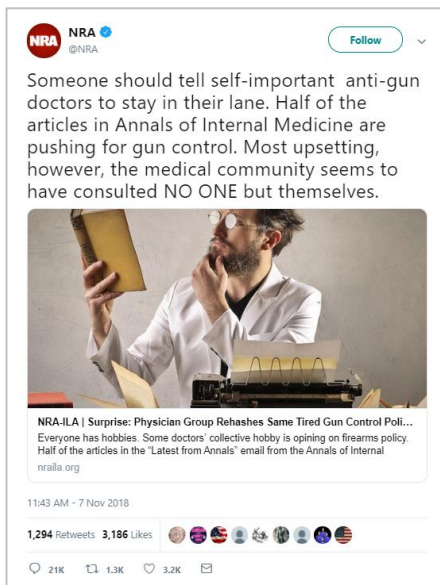 NRA
NRA
@NRA
Follow
Someone should tell self-important anti-gun
doctors to stay in their lane. Half of the
articles in Annals of Internal Medicine are
pushing for gun control. Most upsetting,
however, the medical community seems to
have consulted NO ONE but themselves.
NRA-ILA | Surprise: Physician Group Rehashes Same Tired Gun Control Poli...
Everyone has hobbies. Some doctors' collective hobby is opining on firearms policy.
Half of the articles in the "Latest from Annals" email from the Annals of Internal
nraila.org
11:43 AM - 7 Nov 2018
1,294 Retweets 3,186 Likes
21K 1.3K 3.2K